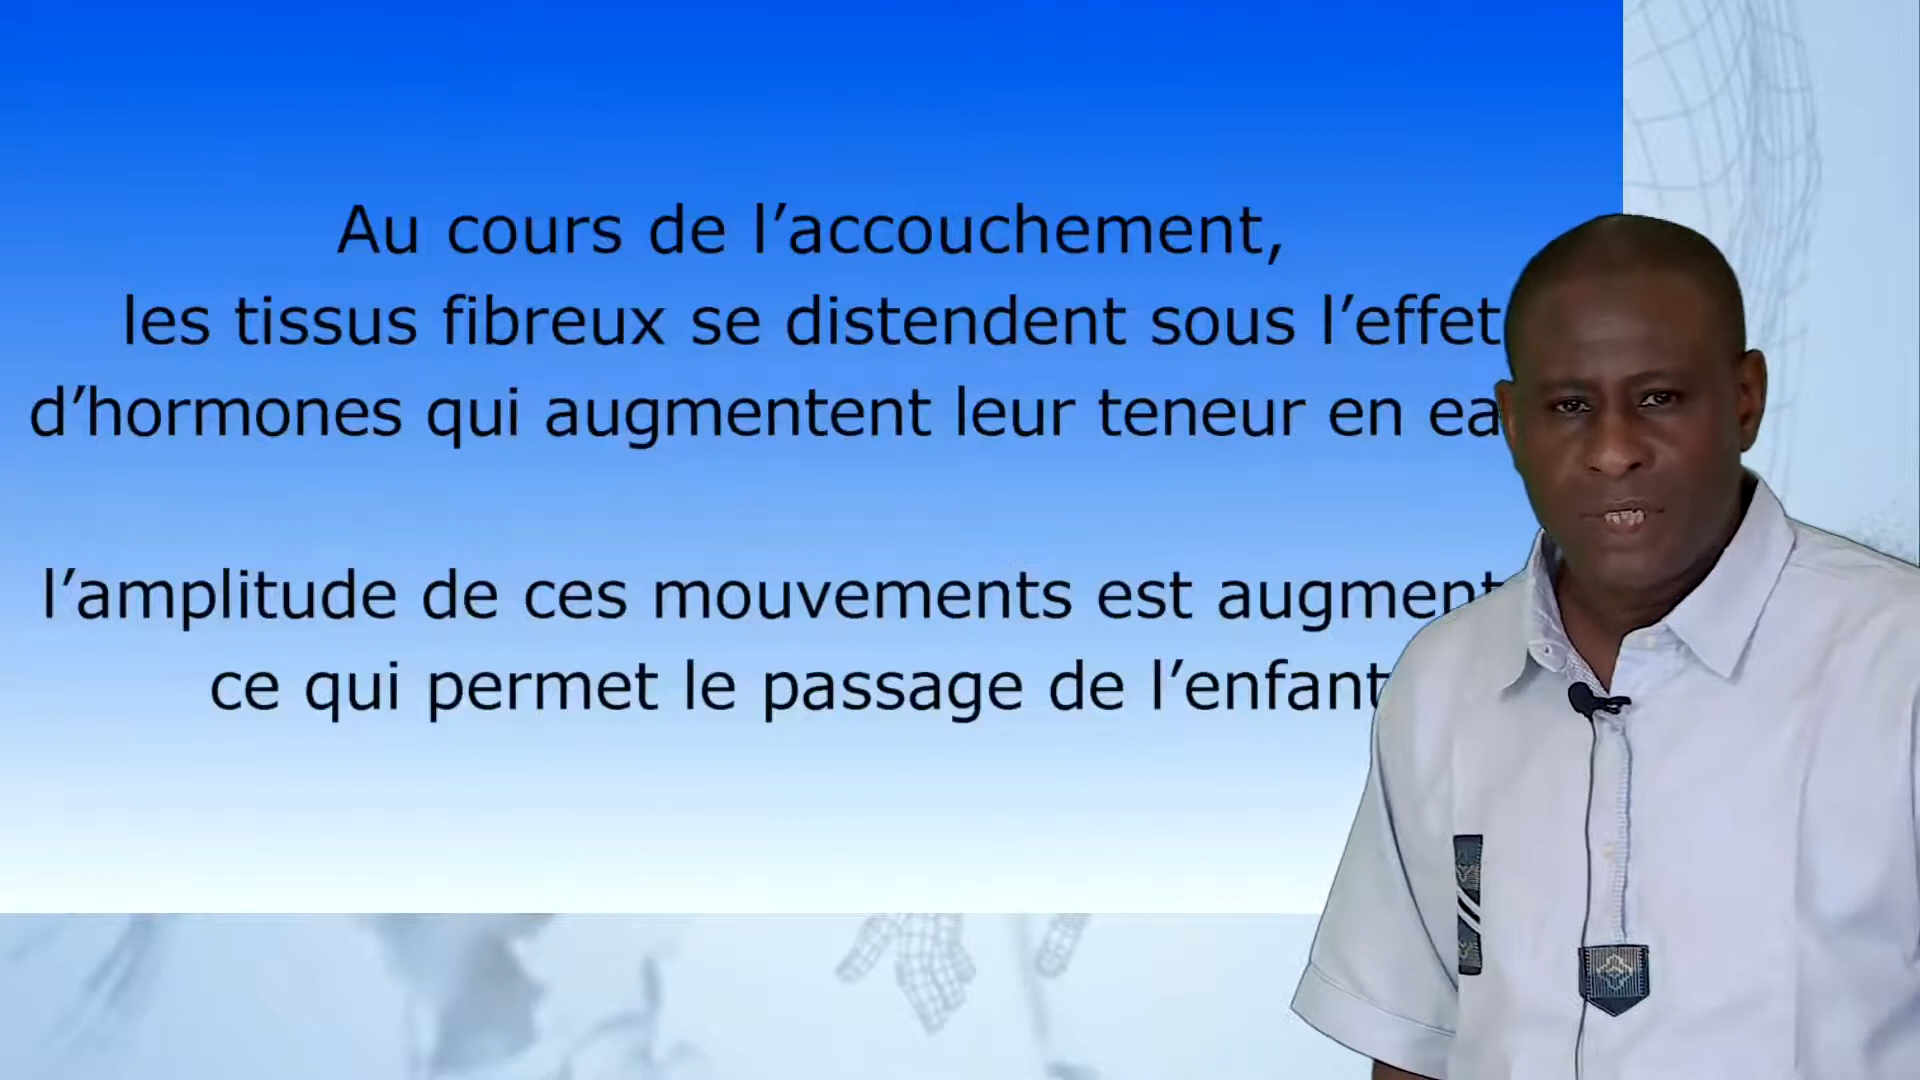 Au cours de l’accouchement,
les tissus fibreux se distendent sous l’effet
d’hormones qui augmentent leur teneur en
l’amplitude de ces mouvements est
ce qui permet le passage de l’enfant